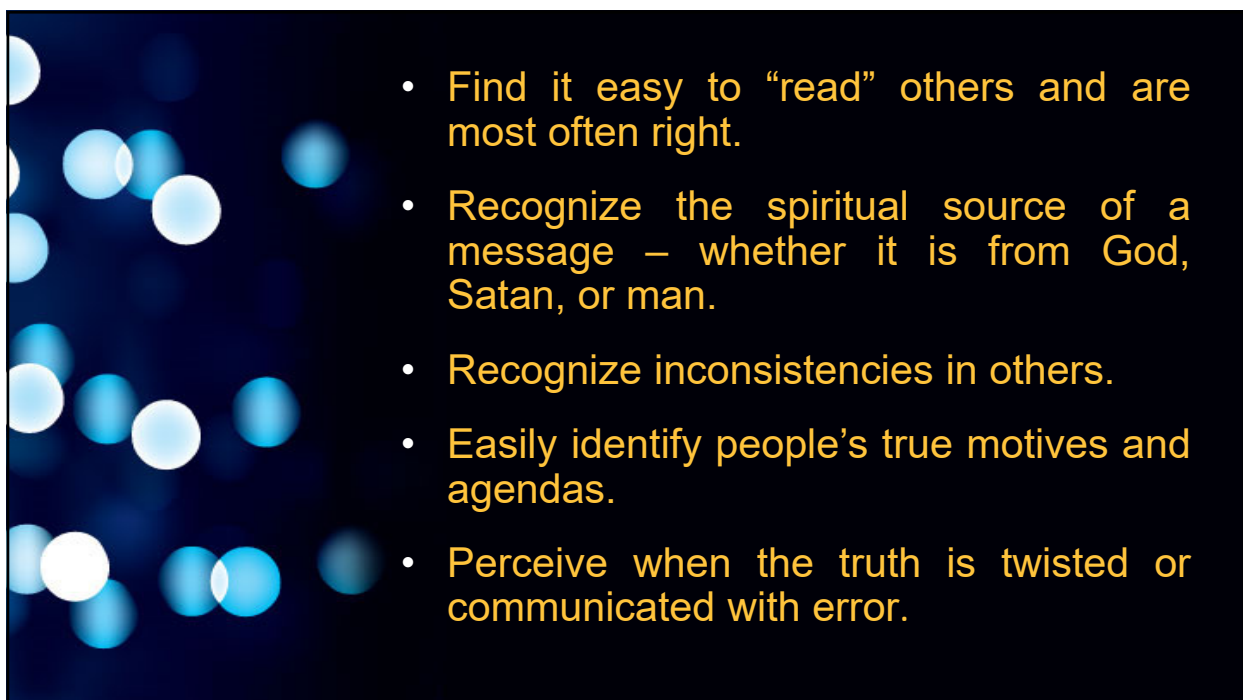 • Find it easy to “read” others and are
most often right.
• Recognize the spiritual source of a
message – whether it is from God,
Satan, or man.
• Recognize inconsistencies in others.
• Easily identify people’s true motives and
agendas.
• Perceive when the truth is twisted or
communicated with error.